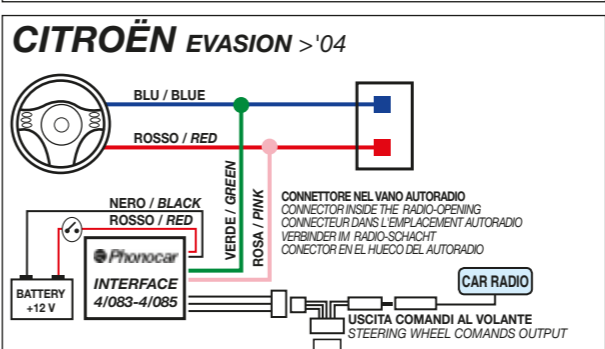 CITROËN EVASION >'04
BLU / BLUE
ROSSO / RED
NERO / BLACK
ROSSO / RED
VERDE / GREEN
ROSA / PINK
CONNETTORE NEL VANO AUTORADIO
CONNECTOR INSIDE THE RADIO-OPENING
CONNECTEUR DANS L'EMPLACEMENT AUTORADIO
VERBINDER IM RADIO-SCHACHT
CONECTOR EN EL HUECO DEL AUTORADIO
Phonocar
INTERFACE
4/083-4/085
BATTERY
+12 V
CAR RADIO
USCITA COMANDI AL VOLANTE
STEERING WHEEL COMANDS OUTPUT